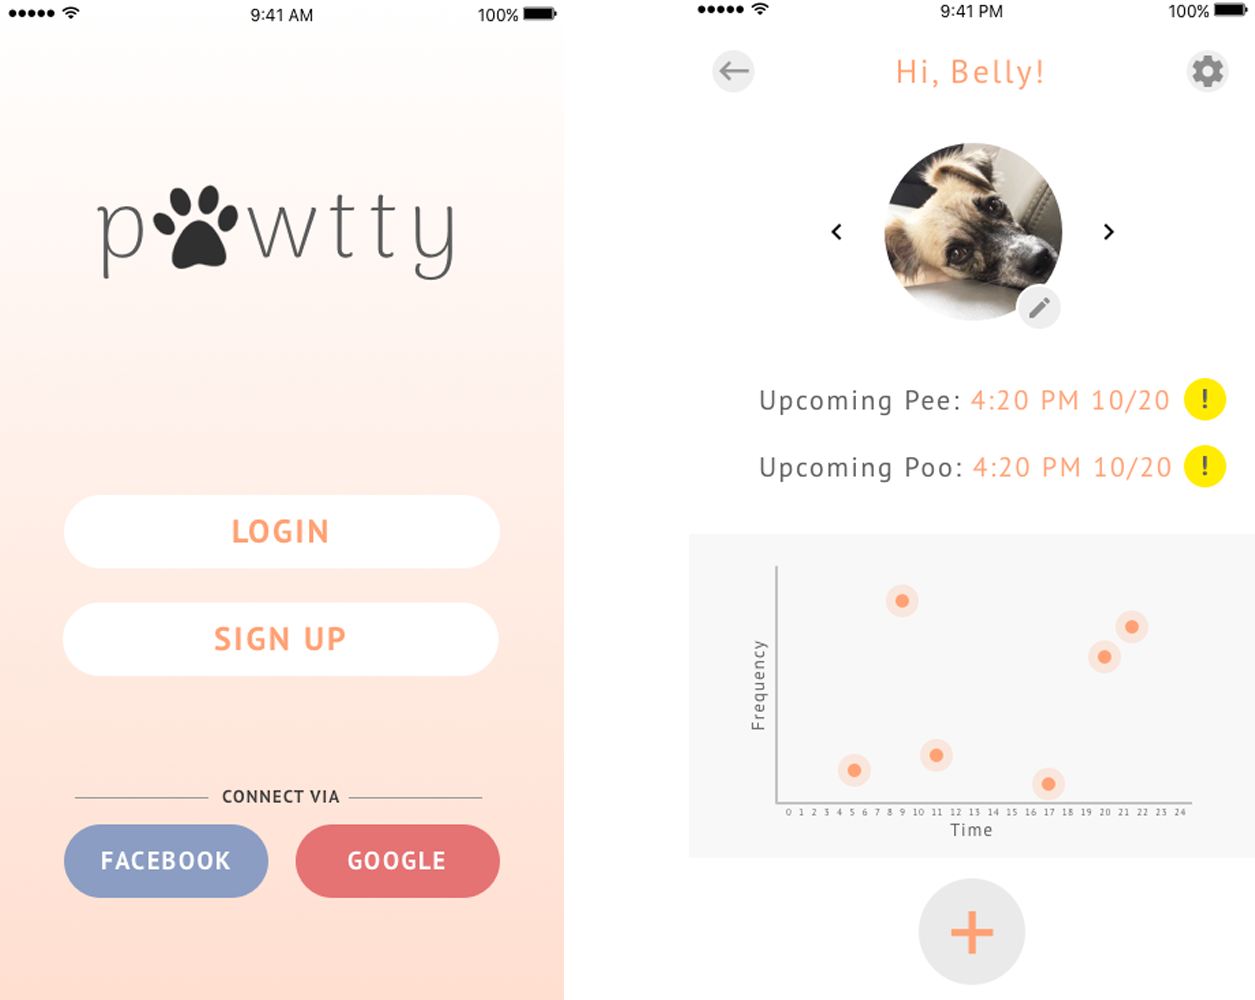 9:41 AM 100%
pawtty
LOGIN
SIGN UP
CONNECT VIA
FACEBOOK GOOGLE
9:41 PM 100%
Hi, Belly!
Upcoming Pee: 4:20 PM 10/20 !
Upcoming Poo: 4:20 PM 10/20 !
Frequency
0 1 2 3 4 5 6 7 8 9 10 11 12 13 14 15 16 17 18 19 20 21 22 23 24
Time